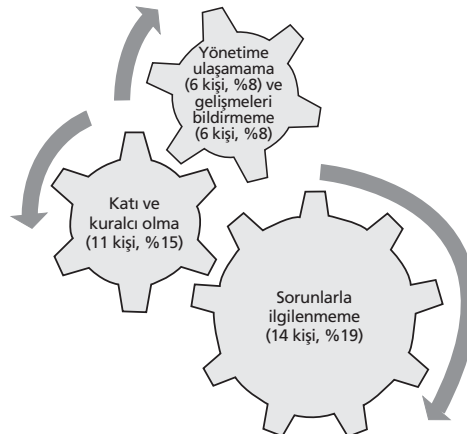 Yönetime
ulaşamama
(6 kişi, %8) ve
gelişmeleri
bildirmeme
(6 kişi, %8)
Katı ve
kuralcı olma
(11 kişi, %15)
Sorunlarla
ilgilenmeme
(14 kişi, %19)